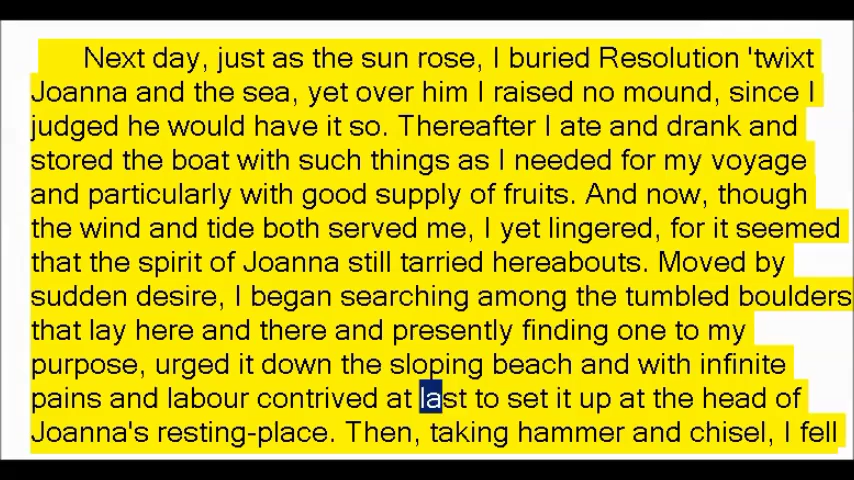 Next day, just as the sun rose, I buried Resolution 'twixt
Joanna and the sea, yet over him I raised no mound, since I
judged he would have it so. Thereafter I ate and drank and
stored the boat with such things as I needed for my voyage
and particularly with good supply of fruits. And now, though
the wind and tide both served me, I yet lingered, for it seemed
that the spirit of Joanna still tarried hereabouts. Moved by
sudden desire, I began searching among the tumbled boulders
that lay here and there and presently finding one to my
purpose, urged it down the sloping beach and with infinite
pains and labour contrived at last to set it up at the head of
Joanna's resting-place. Then, taking hammer and chisel, I fell